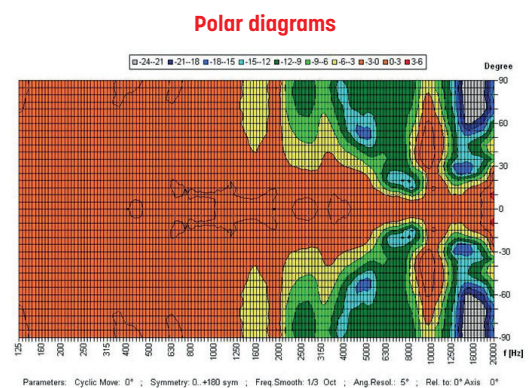 Polar diagrams
-24--21 -21--18 -18--15 -15--12 -12--9 -9--6 -6--3 -3-0 0-3 3-6
Degree
90
-60
-30
-0
--30
--60
-90
125 160 200 250 315 400 500 630 800 1000 1250 1600 2000 2500 3150 4000 5000 6300 8000 10000 12500 16000 20000 f [Hz]
Parameters: Cyclic Move: 0° ; Symmetry: 0..+180 sym ; Freq.Smooth: 1/3 Oct ; Ang.Resol.: 5° ; Rel. to: 0° Axis 0°